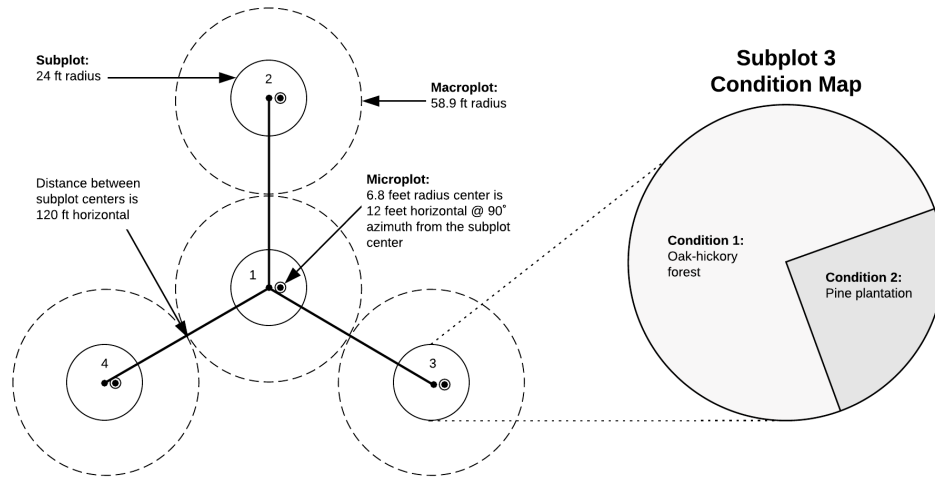 Subplot:
24 ft radius
2
Macroplot:
58.9 ft radius
Distance between
subplot centers is
120 ft horizontal
Microplot:
6.8 feet radius center is
12 feet horizontal @ 90˚
azimuth from the subplot
center
1
4
3
Subplot 3
Condition Map
Condition 1:
Oak-hickory
forest
Condition 2:
Pine plantation